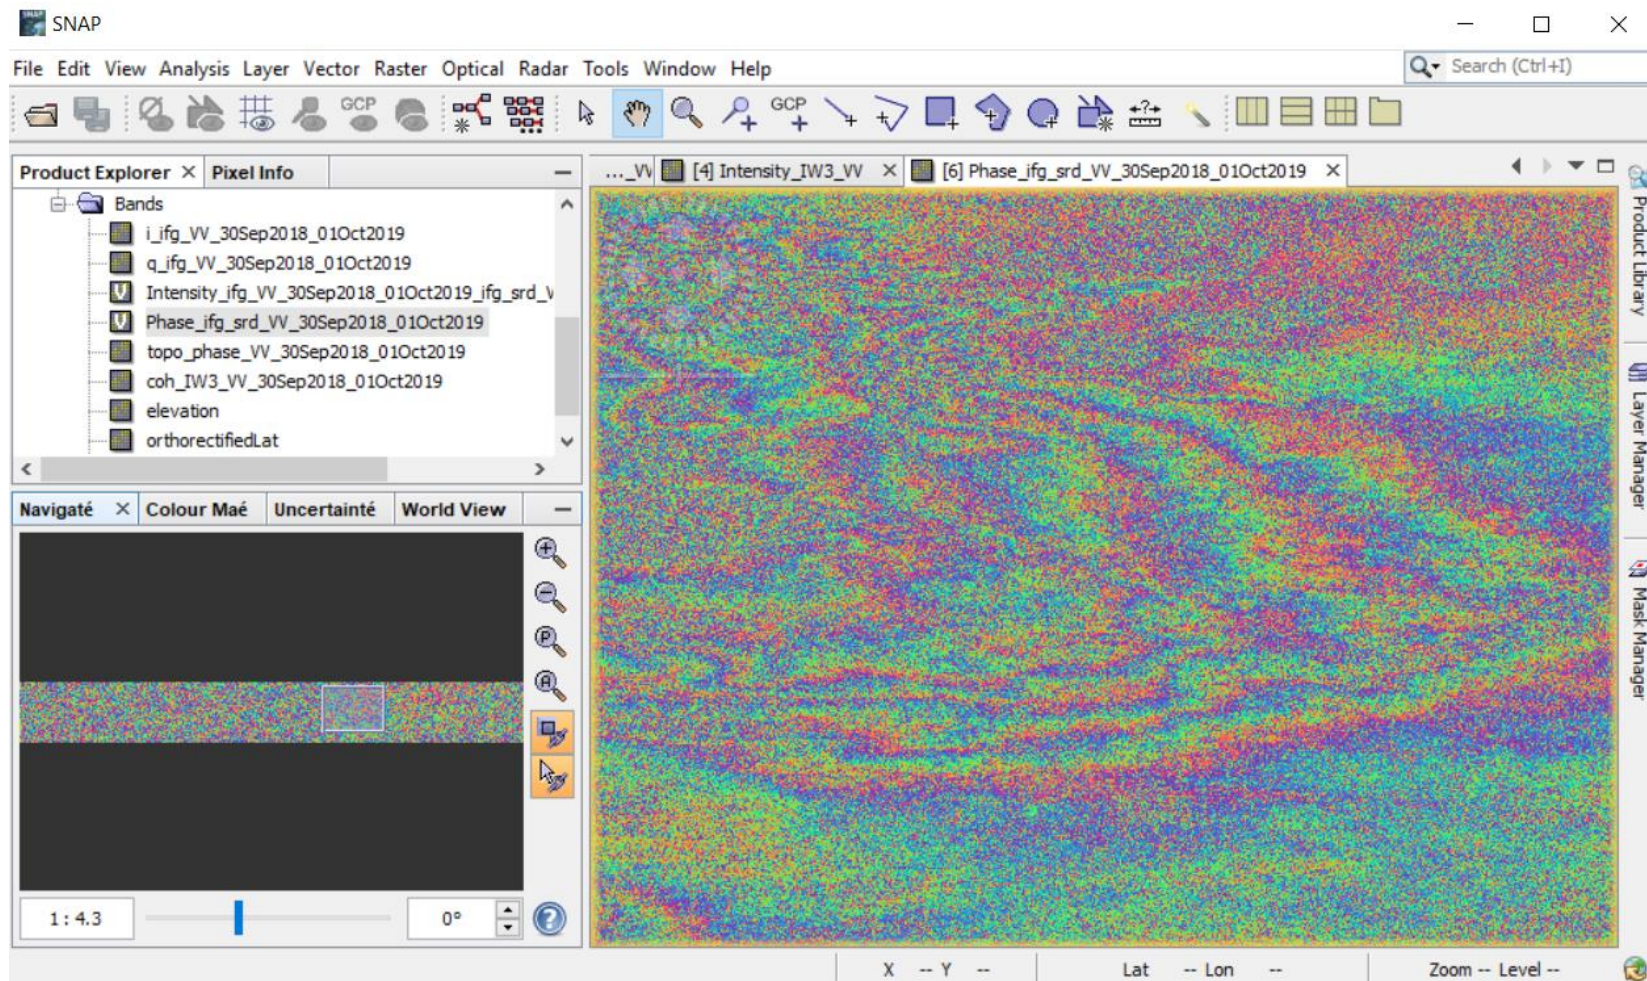 SNAP
File Edit View Analysis Layer Vector Raster Optical Radar Tools Window Help
Search (Ctrl+I)
GCP GCP
Product Explorer Pixel Info
..._VV [4] Intensity_IW3_VV [6] Phase_ifg_srd_VV_30Sep2018_01Oct2019
Bands
i_ifg_VV_30Sep2018_01Oct2019
q_ifg_VV_30Sep2018_01Oct2019
Intensity_ifg_VV_30Sep2018_01Oct2019_ifg_srd_V
Phase_ifg_srd_VV_30Sep2018_01Oct2019
topo_phase_VV_30Sep2018_01Oct2019
coh_IW3_VV_30Sep2018_01Oct2019
elevation
orthorectifiedLat
Product Library
Layer Manager
Mask Manager
Navigaté Colour Maé Uncertainté World View
1 : 4.3
0°
X -- Y -- Lat -- Lon -- Zoom -- Level --